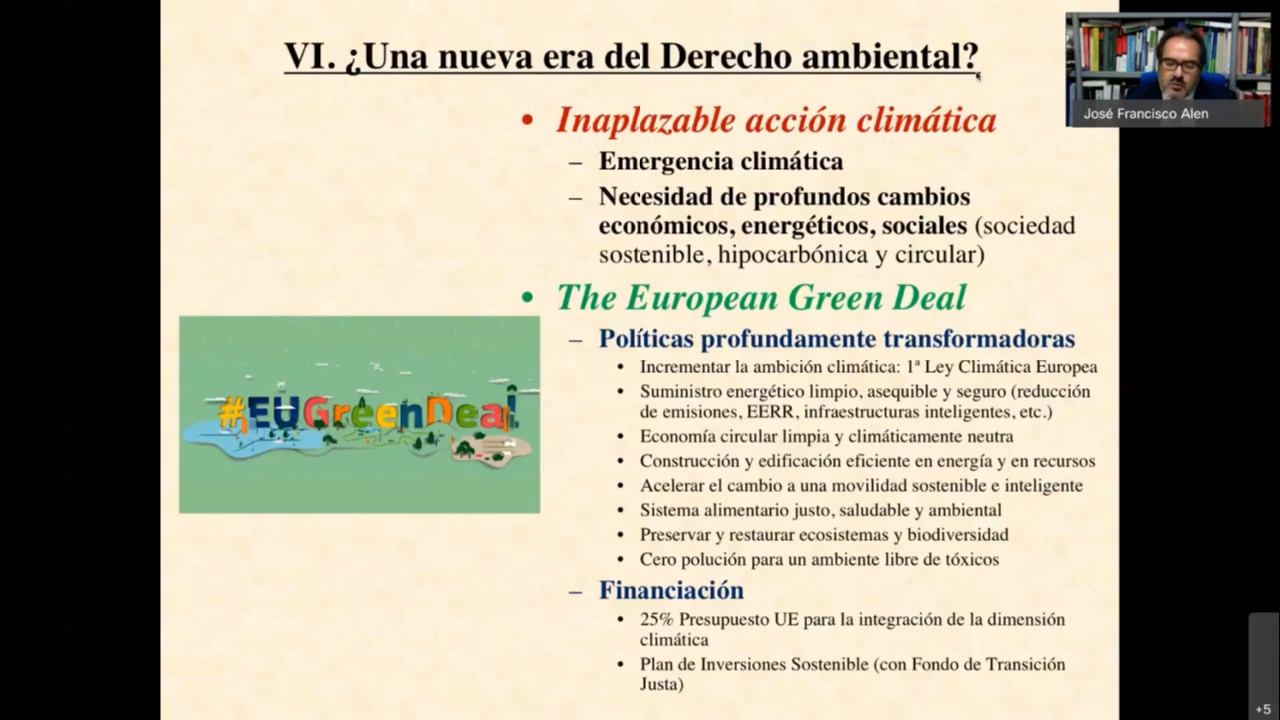 VI. ¿Una nueva era del Derecho ambiental?
José Francisco Alen
• Inaplazable acción climática
– Emergencia climática
– Necesidad de profundos cambios
económicos, energéticos, sociales (sociedad
sostenible, hipocarbónica y circular)
• The European Green Deal
– Políticas profundamente transformadoras
• Incrementar la ambición climática: 1ª Ley Climática Europea
• Suministro energético limpio, asequible y seguro (reducción
de emisiones, EERR, infraestructuras inteligentes, etc.)
• Economía circular limpia y climáticamente neutra
• Construcción y edificación eficiente en energía y en recursos
• Acelerar el cambio a una movilidad sostenible e inteligente
• Sistema alimentario justo, saludable y ambiental
• Preservar y restaurar ecosistemas y biodiversidad
• Cero polución para un ambiente libre de tóxicos
– Financiación
• 25% Presupuesto UE para la integración de la dimensión
climática
• Plan de Inversiones Sostenible (con Fondo de Transición
Justa)
#EUGreenDeal
+5